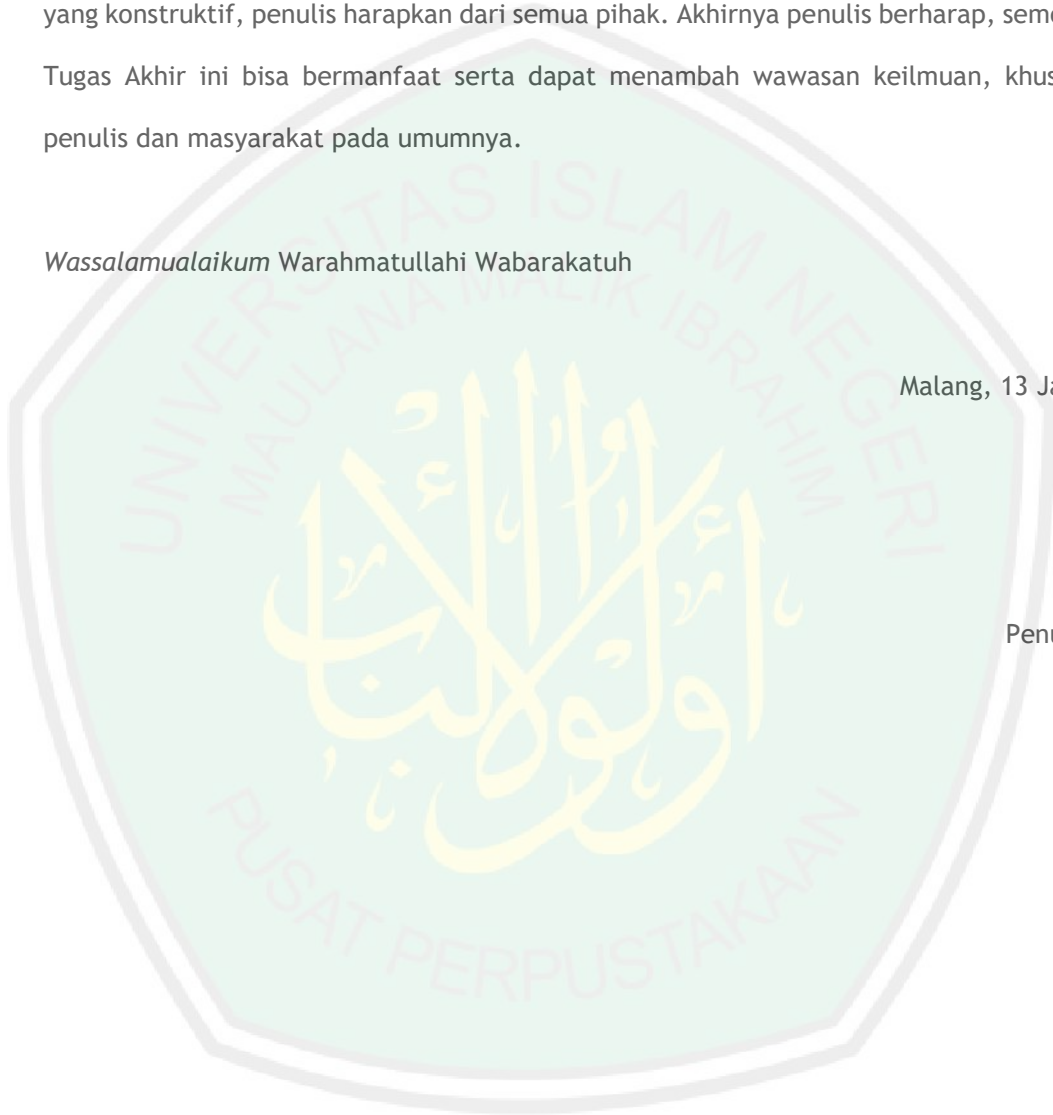 yang konstruktif, penulis harapkan dari semua pihak. Akhirnya penulis berharap,
Tugas Akhir ini bisa bermanfaat serta dapat menambah wawasan keilmuan,
penulis dan masyarakat pada umumnya.
Wassalamualaikum Warahmatullahi Wabarakatuh
Malang, 13
UNIVERSITAS ISLAM NEGERI
MAULANA MALIK IBRAHIM
أولوا الألباب
PUSAT PERPUSTAKAAN